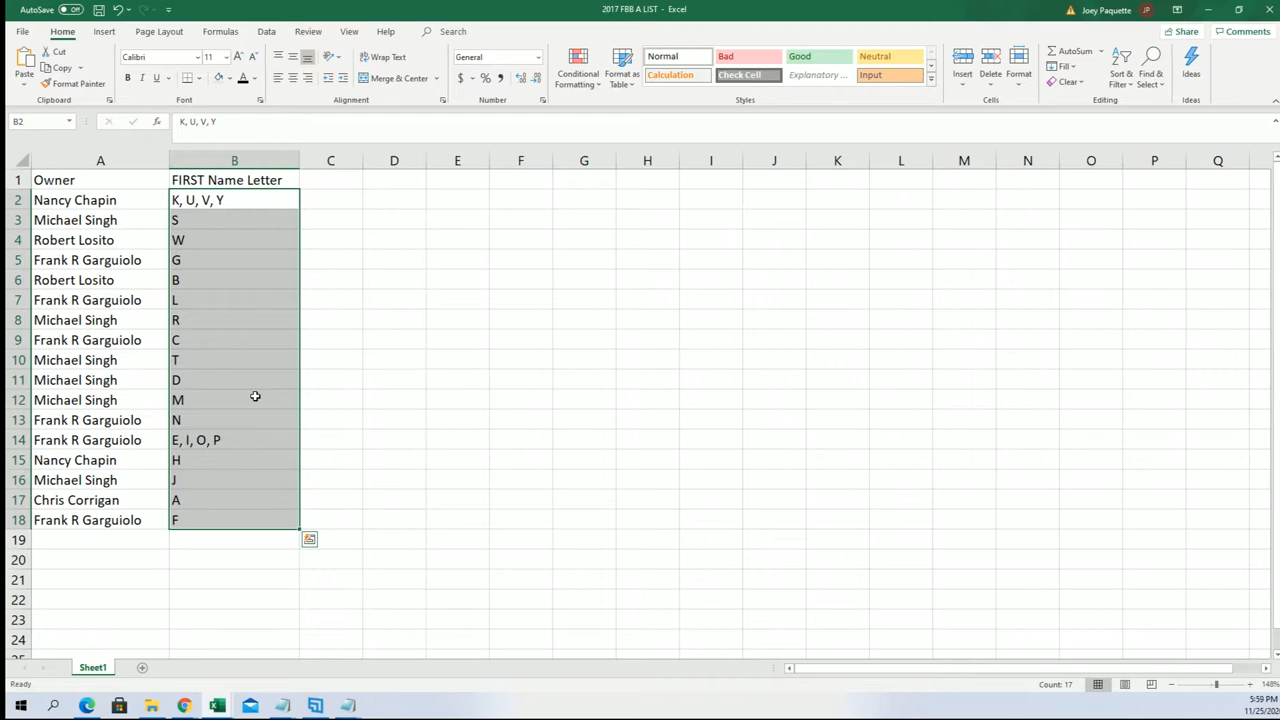 AutoSave Off 2017 FBB A LIST - Excel Joey Paquette JP
File Home Insert Page Layout Formulas Data Review View Help Search Share Comments
Paste Cut Copy Format Painter
Calibri 11 B I U A
Wrap Text Merge & Center
General $ % ,
Conditional Formatting Format as Table
Normal Bad Good Neutral
Calculation Check Cell Explanatory ... Input
Insert Delete Format
AutoSum Fill Clear
Sort & Filter Find & Select Ideas
Clipboard Font Alignment Number Styles Cells Editing Ideas
B2 fx K, U, V, Y
A B C D E F G H I J K L M N O P Q
1 Owner FIRST Name Letter
2 Nancy Chapin K, U, V, Y
3 Michael Singh S
4 Robert Losito W
5 Frank R Garguiolo G
6 Robert Losito B
7 Frank R Garguiolo L
8 Michael Singh R
9 Frank R Garguiolo C
10 Michael Singh T
11 Michael Singh D
12 Michael Singh M
13 Frank R Garguiolo N
14 Frank R Garguiolo E, I, O, P
15 Nancy Chapin H
16 Michael Singh J
17 Chris Corrigan A
18 Frank R Garguiolo F
19
20
21
22
23
24
Sheet1
Ready Count: 17 148%
5:59 PM